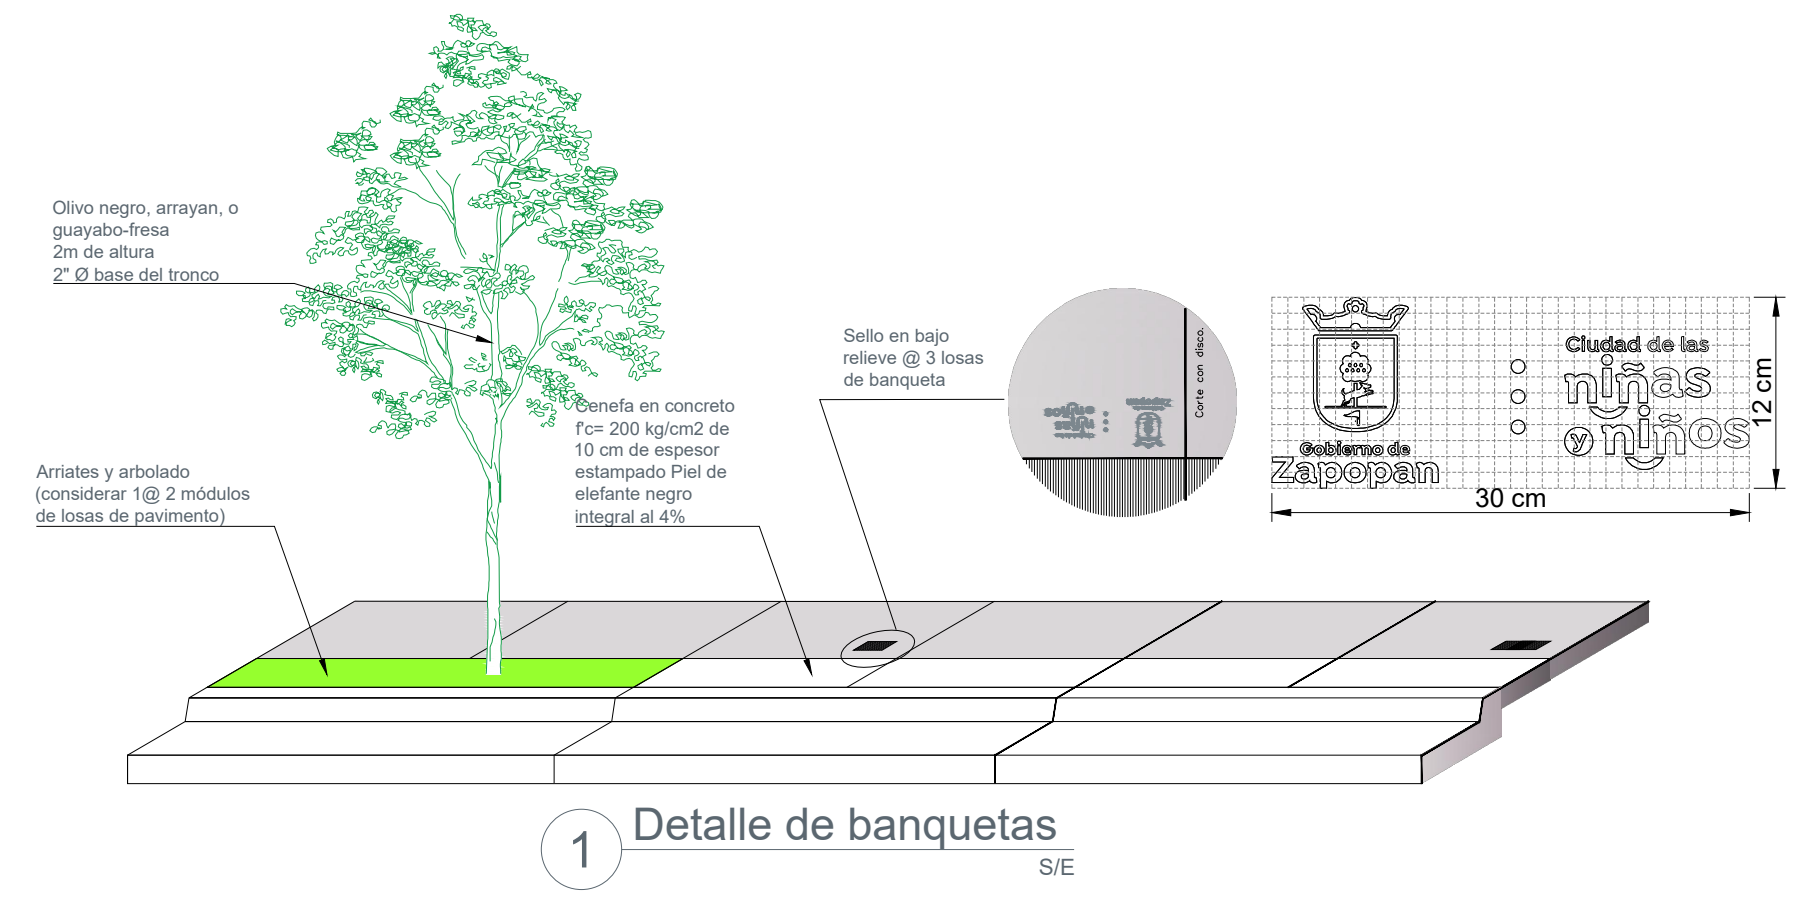 Olivo negro, arrayan, o
guayabo-fresa
2m de altura
2" Ø base del tronco
Arriates y arbolado
(considerar 1@ 2 módulos
de losas de pavimento)
Cenefa en concreto
f'c= 200 kg/cm2 de
10 cm de espesor
estampado Piel de
elefante negro
integral al 4%
Sello en bajo
relieve @ 3 losas
de banqueta
Corte con disco.
Zapopan
niñas
y niños
Gobierno de
Zapopan
Ciudad de las
niñas
y niños
12 cm
30 cm
1
Detalle de banquetas
S/E